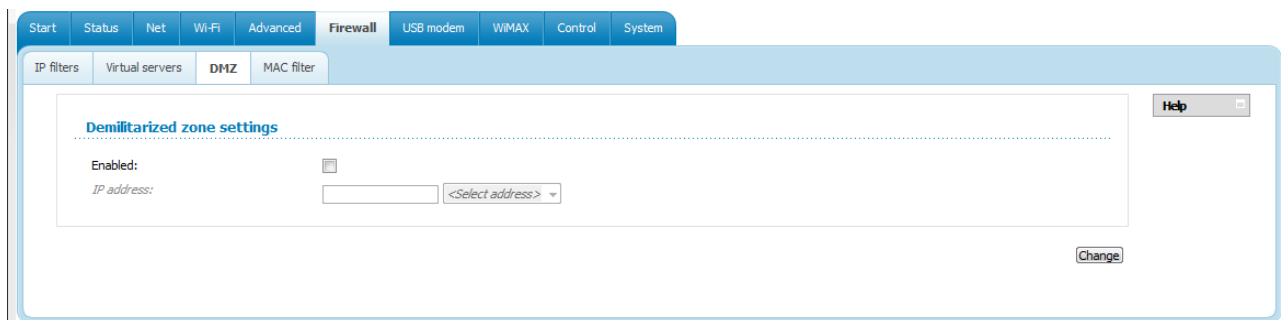 Start Status Net Wi-Fi Advanced Firewall USB modem WiMAX Control System
IP filters Virtual servers DMZ MAC filter
Help
Demilitarized zone settings
Enabled:
IP address: <Select address>
Change